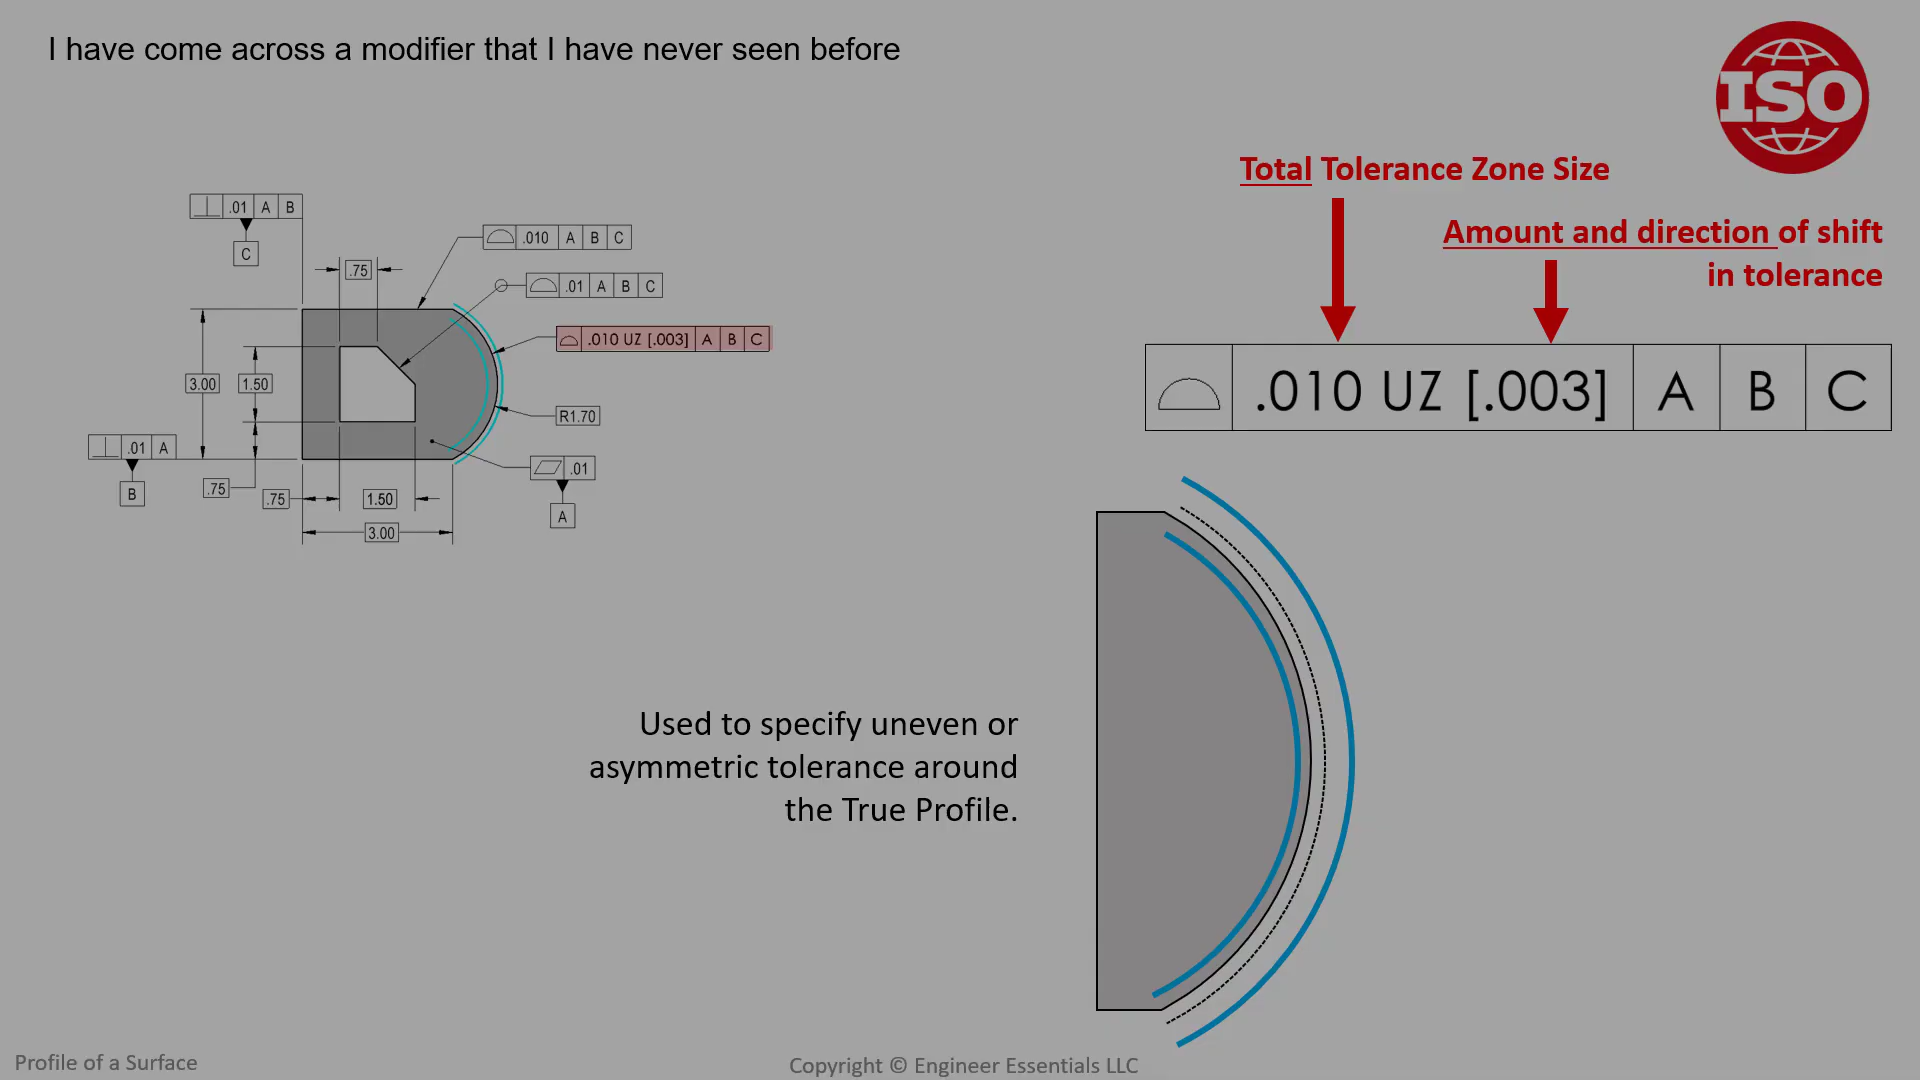 I have come across a modifier that I have never seen before
ISO
Total Tolerance Zone Size
Amount and direction of shift
in tolerance
.010 UZ [.003] A B C
.01 A B
C
.010 A B C
.75
.01 A B C
.010 UZ [.003] A B C
3.00
1.50
R1.70
.01 A
B
.01
A
.75
.75
1.50
3.00
Used to specify uneven or
asymmetric tolerance around
the True Profile.
Profile of a Surface
Copyright © Engineer Essentials LLC